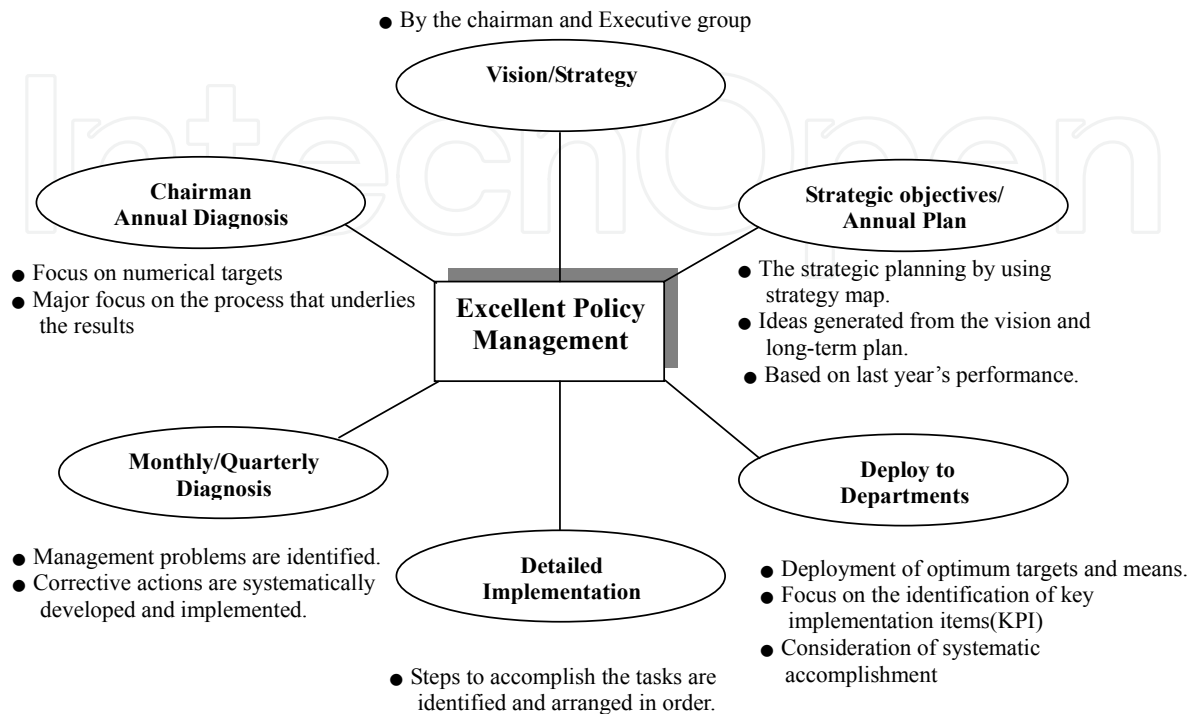 ● By the chairman and Executive group
Vision/Strategy
IntechOpen
Chairman
Annual Diagnosis
Strategic objectives/
Annual Plan
● Focus on numerical targets
● Major focus on the process that underlies
the results
● The strategic planning by using
strategy map.
● Ideas generated from the vision and
long-term plan.
● Based on last year’s performance.
Excellent Policy
Management
Monthly/Quarterly
Diagnosis
Deploy to
Departments
● Management problems are identified.
● Corrective actions are systematically
developed and implemented.
Detailed
Implementation
● Deployment of optimum targets and means.
● Focus on the identification of key
implementation items(KPI)
● Consideration of systematic
accomplishment
● Steps to accomplish the tasks are
identified and arranged in order.